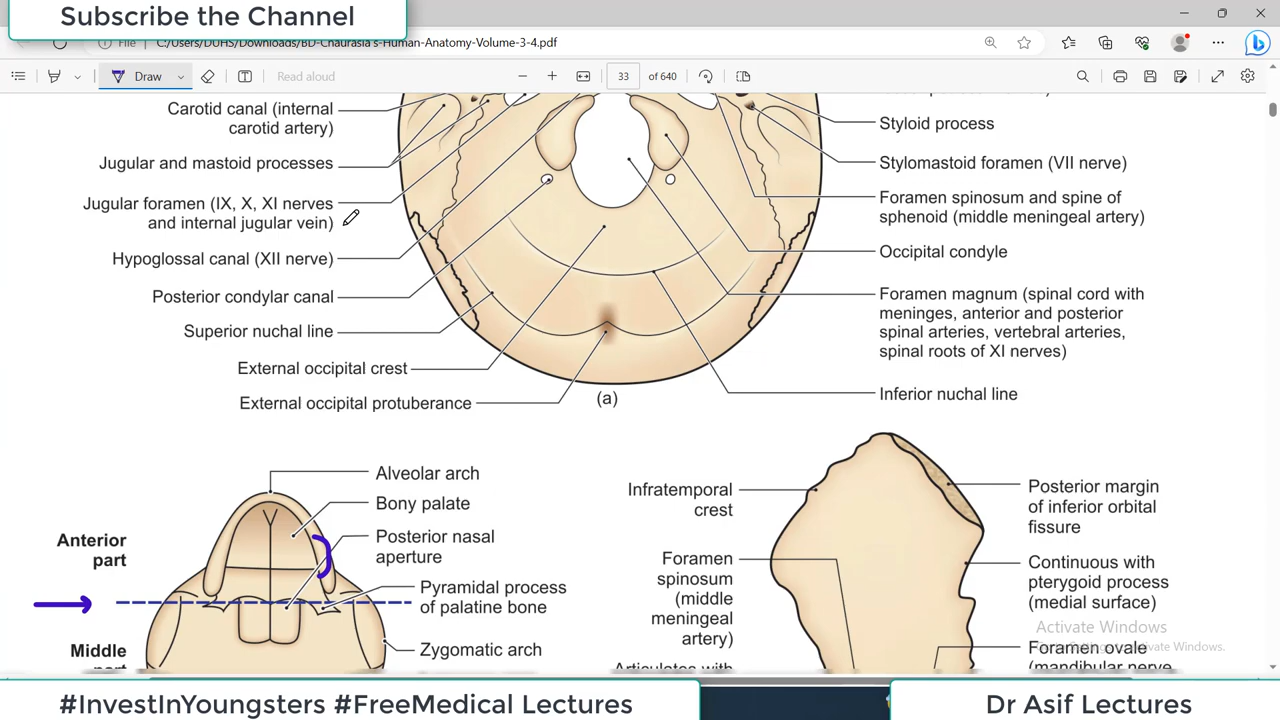 Subscribe the Channel
File
C:/Users/DUHS/Downloads/BD-Chaurasia's-Human-Anatomy-Volume-3-4.pdf
Draw
Read aloud
33
of 640
Carotid canal (internal
carotid artery)
Jugular and mastoid processes
Jugular foramen (IX, X, XI nerves
and internal jugular vein)
Hypoglossal canal (XII nerve)
Posterior condylar canal
Superior nuchal line
External occipital crest
External occipital protuberance
Styloid process
Stylomastoid foramen (VII nerve)
Foramen spinosum and spine of
sphenoid (middle meningeal artery)
Occipital condyle
Foramen magnum (spinal cord with
meninges, anterior and posterior
spinal arteries, vertebral arteries,
spinal roots of XI nerves)
Inferior nuchal line
(a)
Alveolar arch
Bony palate
Posterior nasal
aperture
Pyramidal process
of palatine bone
Zygomatic arch
Anterior
part
Middle
Infratemporal
crest
Foramen
spinosum
(middle
meningeal
artery)
Articulates with
Posterior margin
of inferior orbital
fissure
Continuous with
pterygoid process
(medial surface)
Foramen ovale
(mandibular nerve
Activate Windows
#InvestInYoungsters #FreeMedical Lectures
Dr Asif Lectures